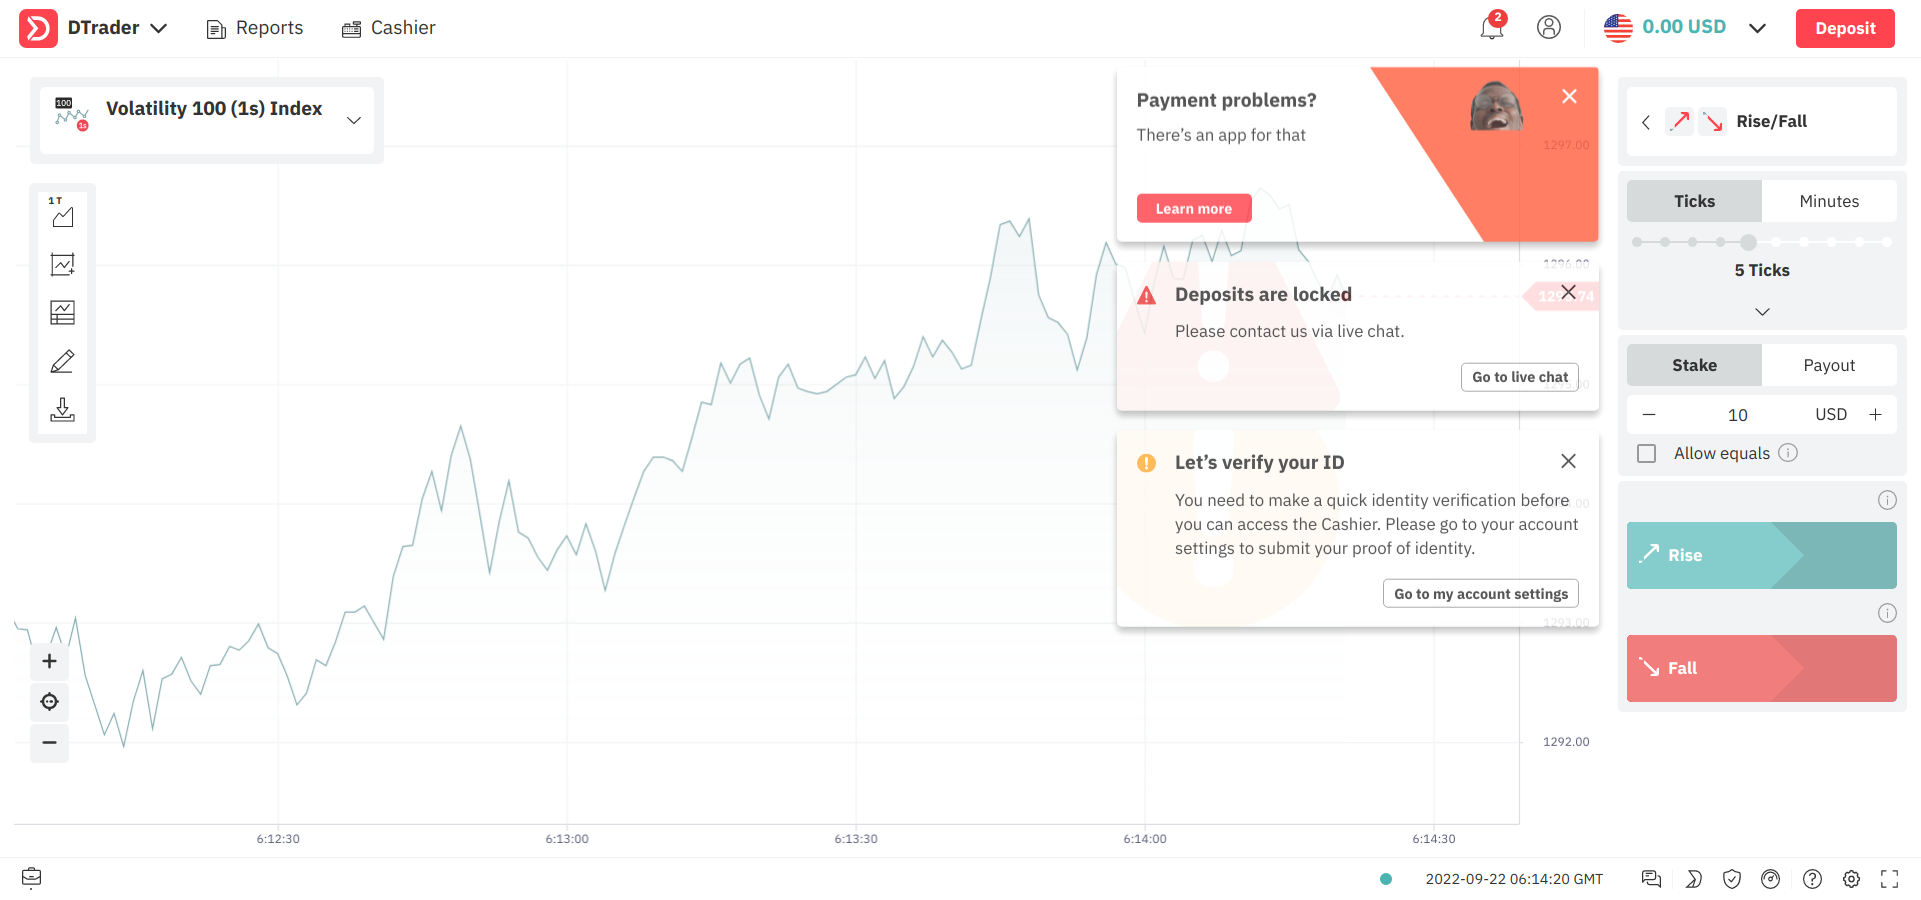 DTrader
Reports
Cashier
2
0.00 USD
Deposit
100
1s
Volatility 100 (1s) Index
1 T
Payment problems?
There's an app for that
Learn more
1297.00
1296.00
Deposits are locked
Please contact us via live chat.
Go to live chat
Let's verify your ID
You need to make a quick identity verification before
you can access the Cashier. Please go to your account
settings to submit your proof of identity.
Go to my account settings
1293.00
1292.00
Rise/Fall
Ticks
Minutes
5 Ticks
Stake
Payout
10
USD
Allow equals
Rise
Fall
6:12:30
6:13:00
6:13:30
6:14:00
6:14:30
2022-09-22 06:14:20 GMT